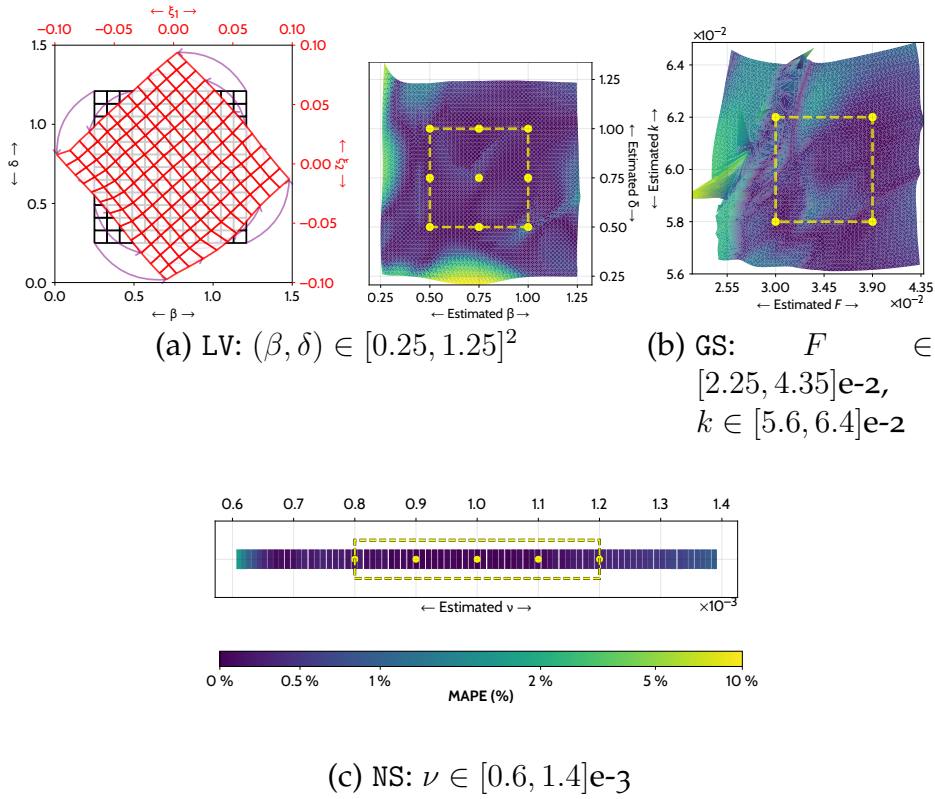 ← ξ₁ →
−0.10 −0.05 0.00 0.05 0.10
1.5
1.0
0.5
0.0
← δ →
0.10
0.05
0.00
−0.05
−0.10
0.0 0.5 1.0 1.5
← β →
1.25
1.00
0.75
0.50
0.25
← Estimated δ →
0.25 0.50 0.75 1.00 1.25
← Estimated β →
×10⁻²
6.4
6.2
6.0
5.8
5.6
← Estimated k →
2.55 3.00 3.45 3.90 4.35
← Estimated F → ×10⁻²
(a) LV: (β, δ) ∈ [0.25, 1.25]²
(b) GS: F ∈
[2.25, 4.35]e-2,
k ∈ [5.6, 6.4]e-2
0.6 0.7 0.8 0.9 1.0 1.1 1.2 1.3 1.4
← Estimated ν → ×10⁻³
0 % 0.5 % 1 % 2 % 5 % 10 %
MAPE (%)
(c) NS: ν ∈ [0.6, 1.4]e-3